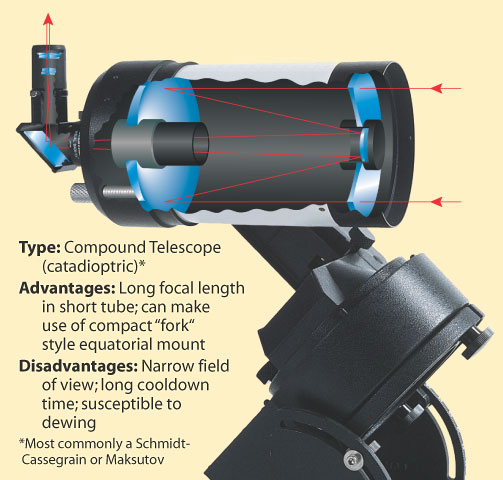 Type: Compound Telescope
(catadioptric)*
Advantages: Long focal length
in short tube; can make
use of compact “fork“
style equatorial mount
Disadvantages: Narrow field
of view; long cooldown
time; susceptible to
dewing
*Most commonly a Schmidt-
Cassegrain or Maksutov